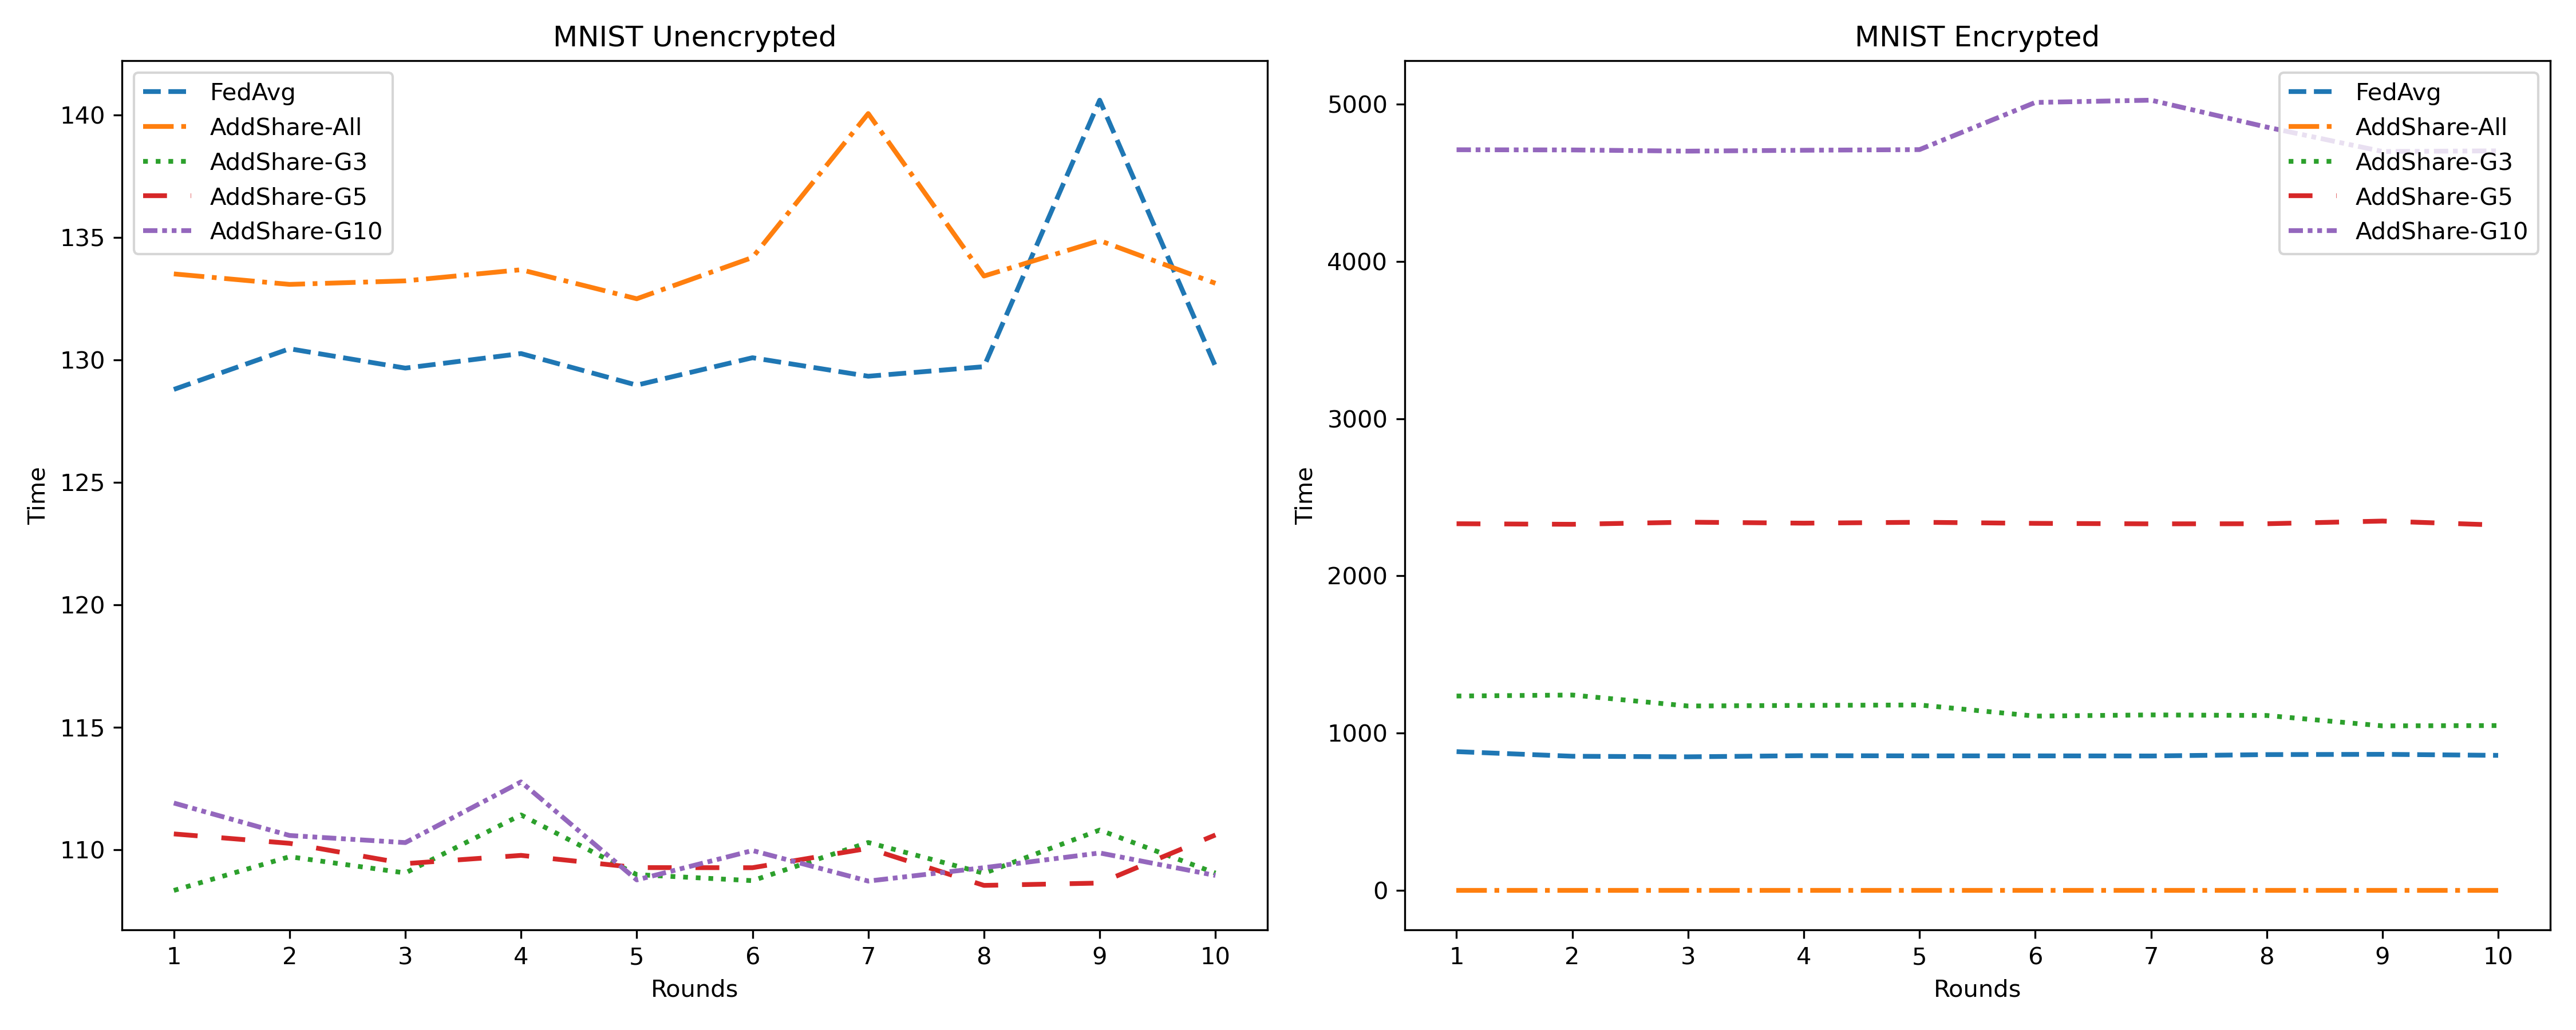 MNIST Unencrypted
FedAvg
AddShare-All
AddShare-G3
AddShare-G5
AddShare-G10
140
135
130
125
120
115
110
Time
1 2 3 4 5 6 7 8 9 10
Rounds
MNIST Encrypted
FedAvg
AddShare-All
AddShare-G3
AddShare-G5
AddShare-G10
5000
4000
3000
2000
1000
0
Time
1 2 3 4 5 6 7 8 9 10
Rounds